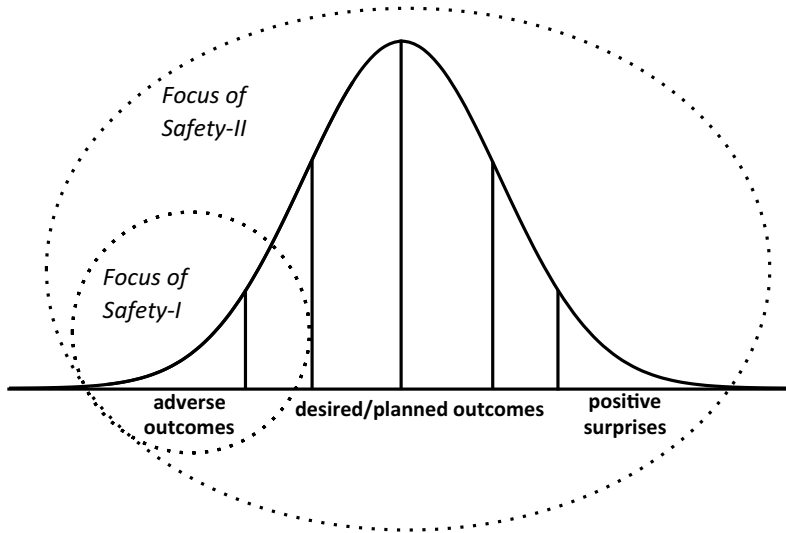 Focus of
Safety-II
Focus of
Safety-I
adverse
outcomes
desired/planned outcomes
positive
surprises